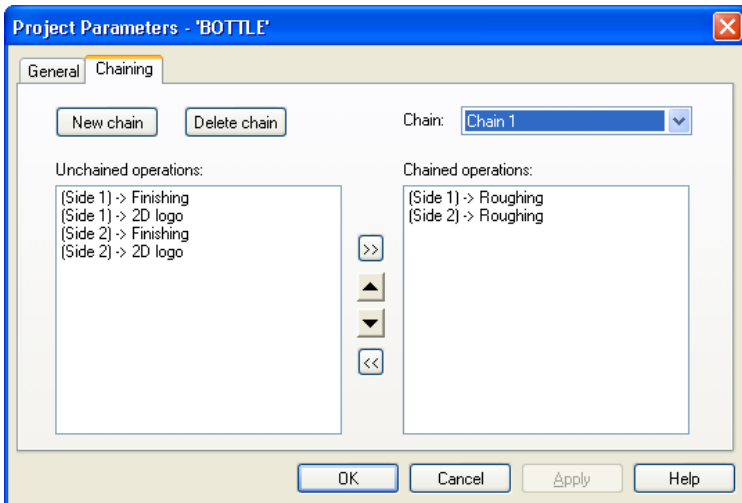 Project Parameters - 'BOTTLE'
General
Chaining
New chain
Delete chain
Chain:
Chain 1
Unchained operations:
(Side 1) -> Finishing
(Side 1) -> 2D logo
(Side 2) -> Finishing
(Side 2) -> 2D logo
>>
<<
Chained operations:
(Side 1) -> Roughing
(Side 2) -> Roughing
OK
Cancel
Apply
Help